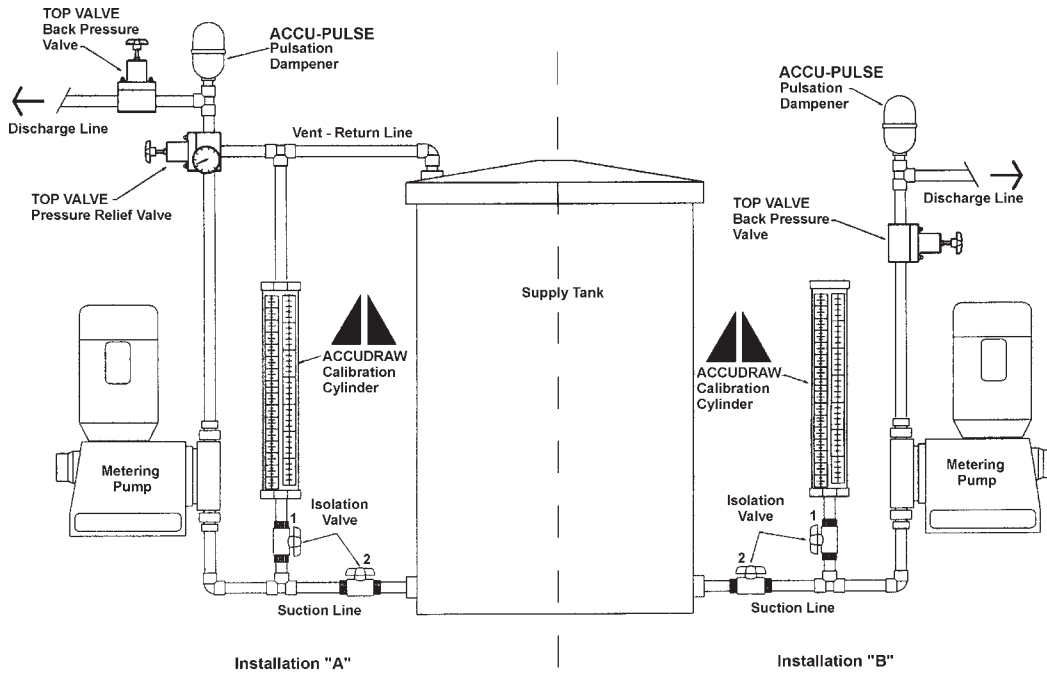 TOP VALVE
Back Pressure
Valve
ACCU-PULSE
Pulsation
Dampener
Discharge Line
Vent - Return Line
TOP VALVE
Pressure Relief Valve
ACCUDRAW
Calibration
Cylinder
Metering
Pump
Isolation
Valve
1
2
Suction Line
Installation "A"
Supply Tank
ACCU-PULSE
Pulsation
Dampener
Discharge Line
TOP VALVE
Back Pressure
Valve
ACCUDRAW
Calibration
Cylinder
Metering
Pump
Isolation
Valve
1
2
Suction Line
Installation "B"